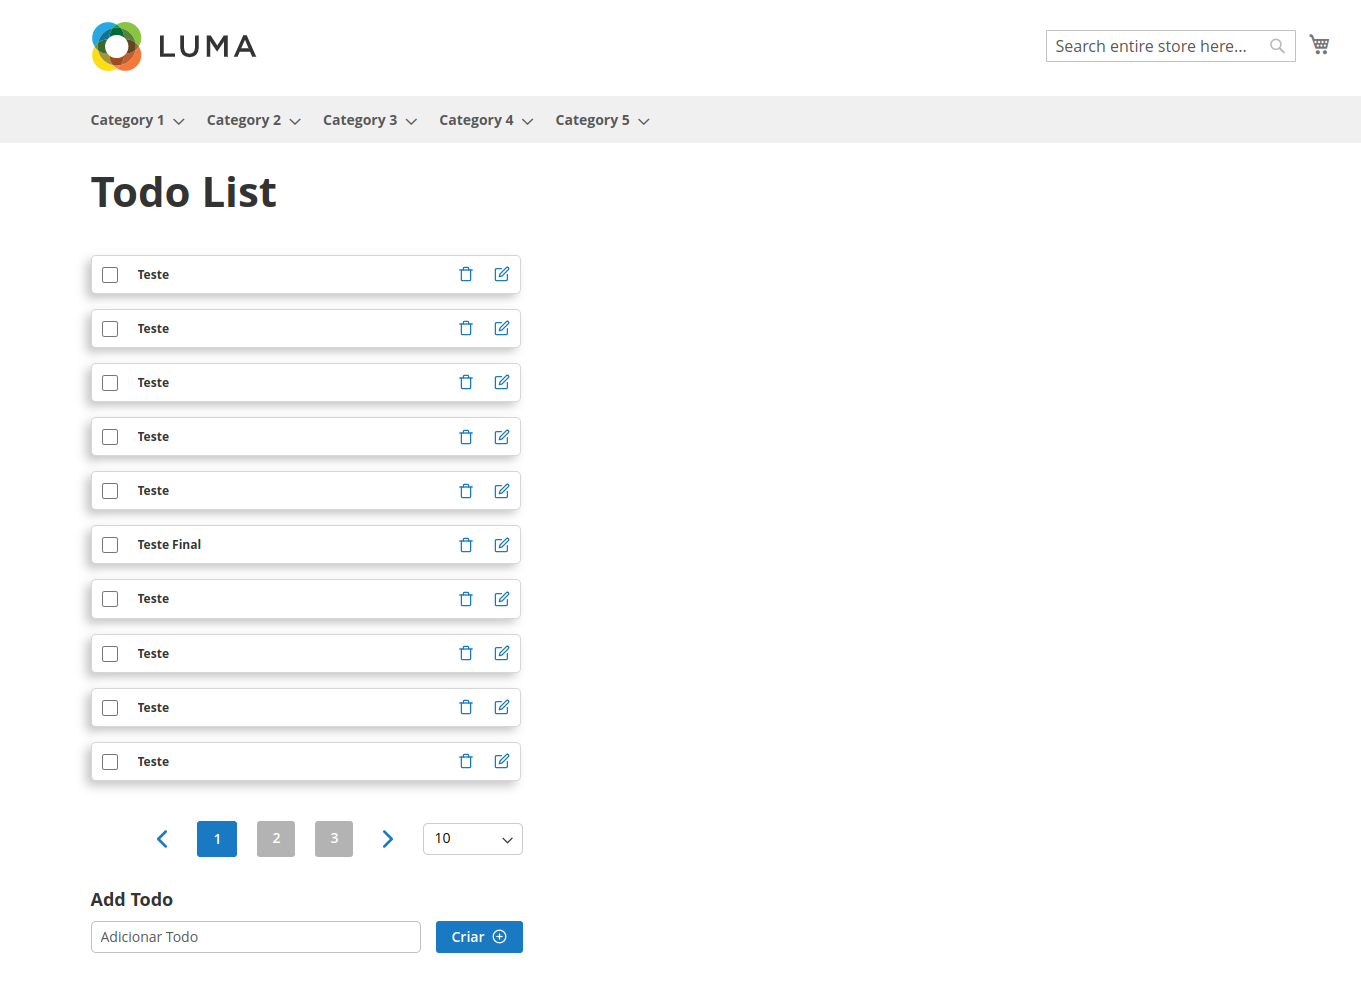 LUMA
Search entire store here...
Category 1 Category 2 Category 3 Category 4 Category 5
Todo List
Teste
Teste
Teste
Teste
Teste
Teste Final
Teste
Teste
Teste
Teste
1 2 3 10
Add Todo
Adicionar Todo Criar